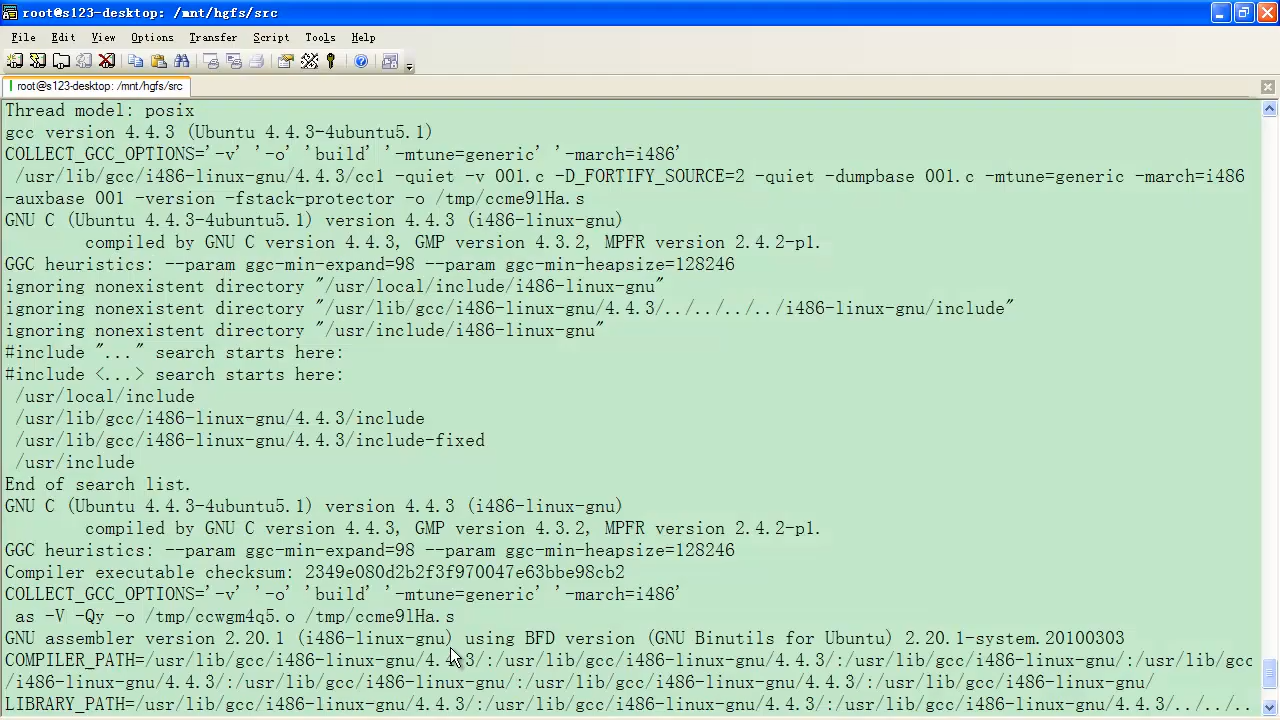 root@s123-desktop: /mnt/hgfs/src
File Edit View Options Transfer Script Tools Help
root@s123-desktop: /mnt/hgfs/src
Thread model: posix
gcc version 4.4.3 (Ubuntu 4.4.3-4ubuntu5.1)
COLLECT_GCC_OPTIONS='-v' '-o' 'build' '-mtune=generic' '-march=i486'
/usr/lib/gcc/i486-linux-gnu/4.4.3/cc1 -quiet -v 001.c -D_FORTIFY_SOURCE=2 -quiet -dumpbase 001.c -mtune=generic -march=i486
-auxbase 001 -version -fstack-protector -o /tmp/ccme9lHa.s
GNU C (Ubuntu 4.4.3-4ubuntu5.1) version 4.4.3 (i486-linux-gnu)
compiled by GNU C version 4.4.3, GMP version 4.3.2, MPFR version 2.4.2-p1.
GGC heuristics: --param ggc-min-expand=98 --param ggc-min-heapsize=128246
ignoring nonexistent directory "/usr/local/include/i486-linux-gnu"
ignoring nonexistent directory "/usr/lib/gcc/i486-linux-gnu/4.4.3/../../../../i486-linux-gnu/include"
ignoring nonexistent directory "/usr/include/i486-linux-gnu"
#include "..." search starts here:
#include <...> search starts here:
/usr/local/include
/usr/lib/gcc/i486-linux-gnu/4.4.3/include
/usr/lib/gcc/i486-linux-gnu/4.4.3/include-fixed
/usr/include
End of search list.
GNU C (Ubuntu 4.4.3-4ubuntu5.1) version 4.4.3 (i486-linux-gnu)
compiled by GNU C version 4.4.3, GMP version 4.3.2, MPFR version 2.4.2-p1.
GGC heuristics: --param ggc-min-expand=98 --param ggc-min-heapsize=128246
Compiler executable checksum: 2349e080d2b2f3f970047e63bbe98cb2
COLLECT_GCC_OPTIONS='-v' '-o' 'build' '-mtune=generic' '-march=i486'
as -V -Qy -o /tmp/ccwgm4q5.o /tmp/ccme9lHa.s
GNU assembler version 2.20.1 (i486-linux-gnu) using BFD version (GNU Binutils for Ubuntu) 2.20.1-system.20100303
COMPILER_PATH=/usr/lib/gcc/i486-linux-gnu/4.4.3/:/usr/lib/gcc/i486-linux-gnu/4.4.3/:/usr/lib/gcc/i486-linux-gnu/:/usr/lib/gcc
/i486-linux-gnu/4.4.3/:/usr/lib/gcc/i486-linux-gnu/:/usr/lib/gcc/i486-linux-gnu/4.4.3/:/usr/lib/gcc/i486-linux-gnu/
LIBRARY_PATH=/usr/lib/gcc/i486-linux-gnu/4.4.3/:/usr/lib/gcc/i486-linux-gnu/4.4.3/:/usr/lib/gcc/i486-linux-gnu/4.4.3/../../..